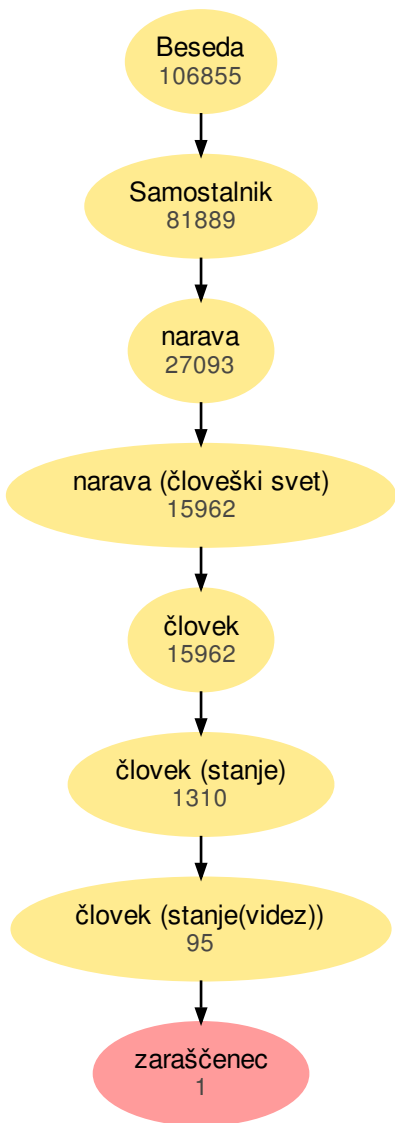 Beseda
106855
Samostalnik
81889
narava
27093
narava (človeški svet)
15962
človek
15962
človek (stanje)
1310
človek (stanje(videz))
95
zaraščenec
1